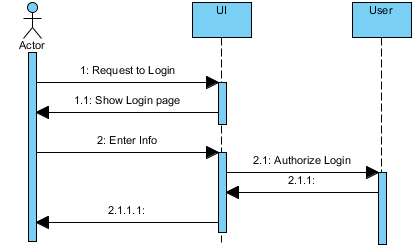 UI
User
Actor
1: Request to Login
1.1: Show Login page
2: Enter Info
2.1: Authorize Login
2.1.1:
2.1.1.1: